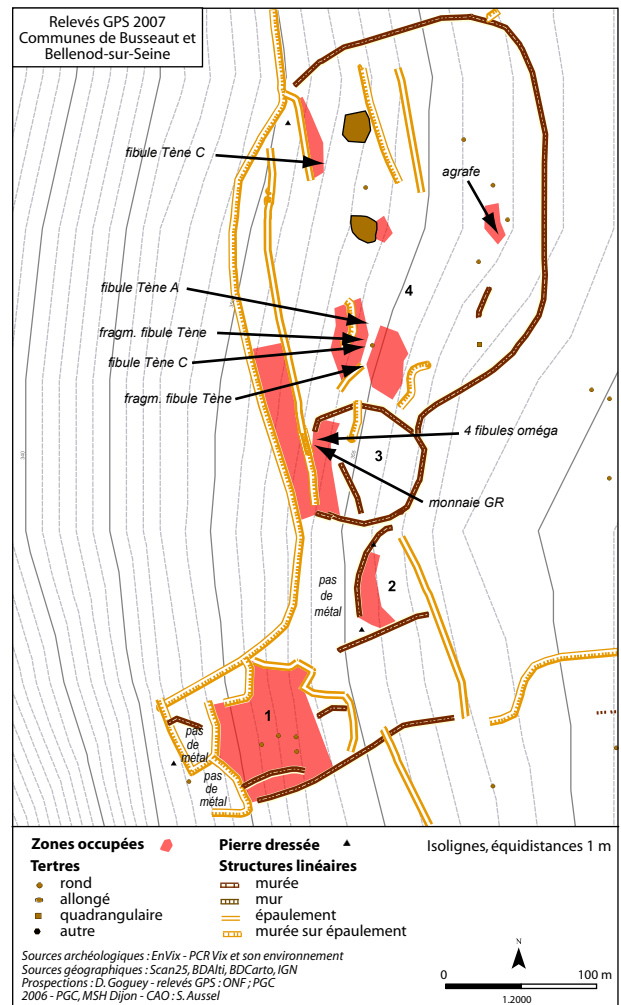 Relevés GPS 2007
Communes de Busseaut et
Bellenod-sur-Seine
fibule Tène C
agrafe
fibule Tène A
4
fragm. fibule Tène
fibule Tène C
fragm. fibule Tène
4 fibules oméga
3
monnaie GR
340
pas
de
métal
2
1
pas
de
métal
pas
de
métal
Zones occupées
Tertres
rond
allongé
quadrangulaire
autre
Pierre dressée
Structures linéaires
murée
mur
épaulement
murée sur épaulement
Isolignes, équidistances 1 m
Sources archéologiques : EnVix - PCR Vix et son environnement
Sources géographiques : Scan25, BDAlti, BDCarto, IGN
Prospections : D. Goguey - relevés GPS : ONF ; PGC
2006 - PGC, MSH Dijon - CAO : S. Aussel
N
0 100 m
1.2000